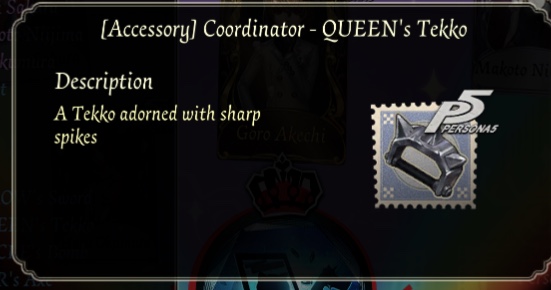 [Accessory] Coordinator - QUEEN's Tekko
Description
A Tekko adorned with sharp
spikes
P5
PERSONA5
Goro Akechi
Makoto Ni